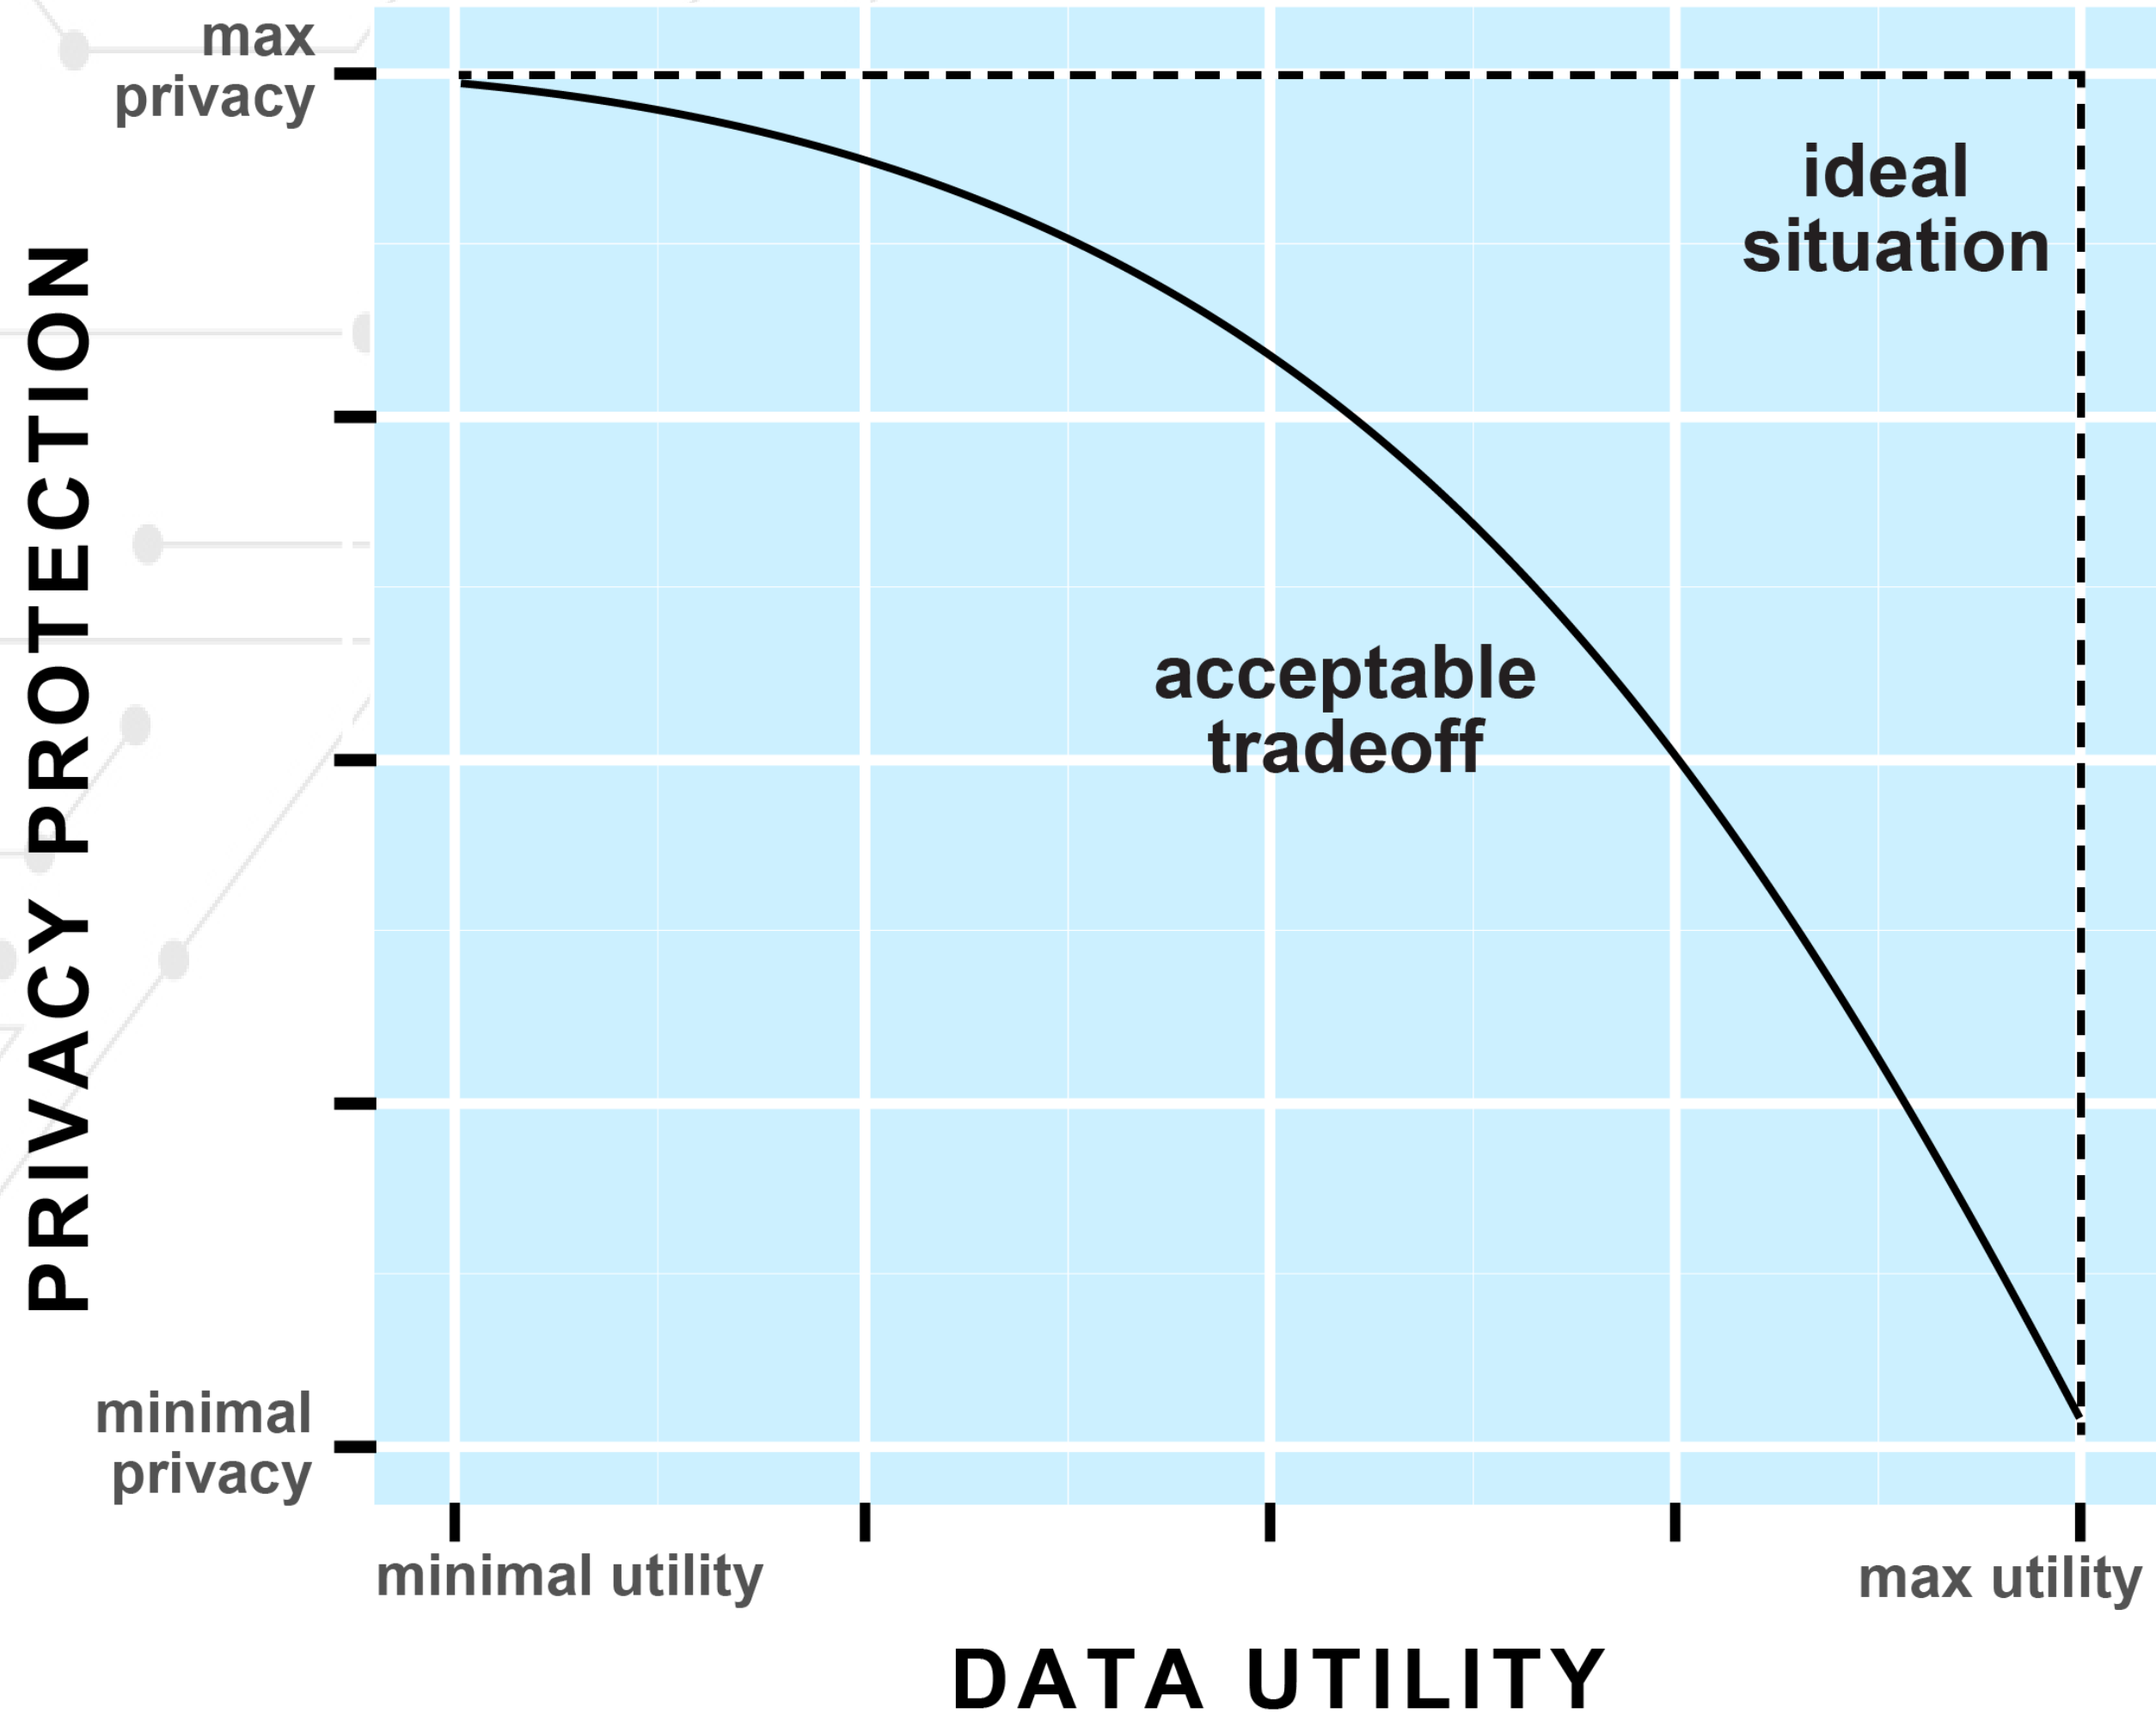 max
privacy
ideal
situation
PRIVACY PROTECTION
acceptable
tradeoff
minimal
privacy
minimal utility
max utility
DATA UTILITY